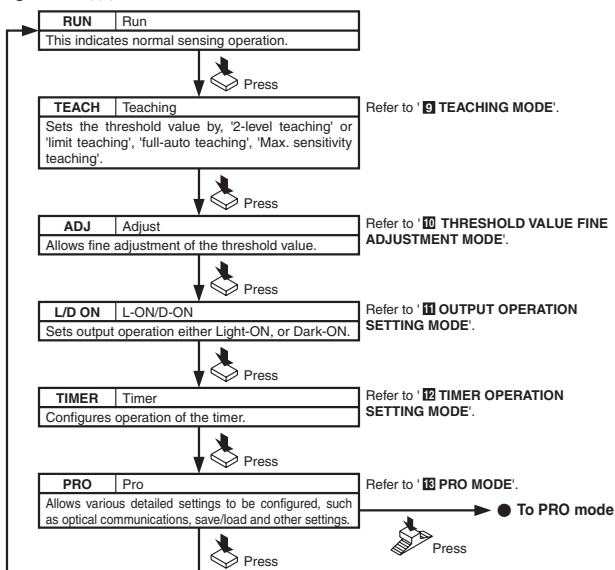 RUN Run
This indicates normal sensing operation.
Press
TEACH Teaching
Refer to ' 9 TEACHING MODE'.
Sets the threshold value by, '2-level teaching' or
'limit teaching', 'full-auto teaching', 'Max. sensitivity
teaching'.
Press
ADJ Adjust
Refer to ' 10 THRESHOLD VALUE FINE
ADJUSTMENT MODE'.
Allows fine adjustment of the threshold value.
Press
L/D ON L-ON/D-ON
Refer to ' 11 OUTPUT OPERATION
SETTING MODE'.
Sets output operation either Light-ON, or Dark-ON.
Press
TIMER Timer
Refer to ' 12 TIMER OPERATION
SETTING MODE'.
Configures operation of the timer.
Press
PRO Pro
Refer to ' 13 PRO MODE'.
Allows various detailed settings to be configured, such
as optical communications, save/load and other settings.
To PRO mode
Press
Press